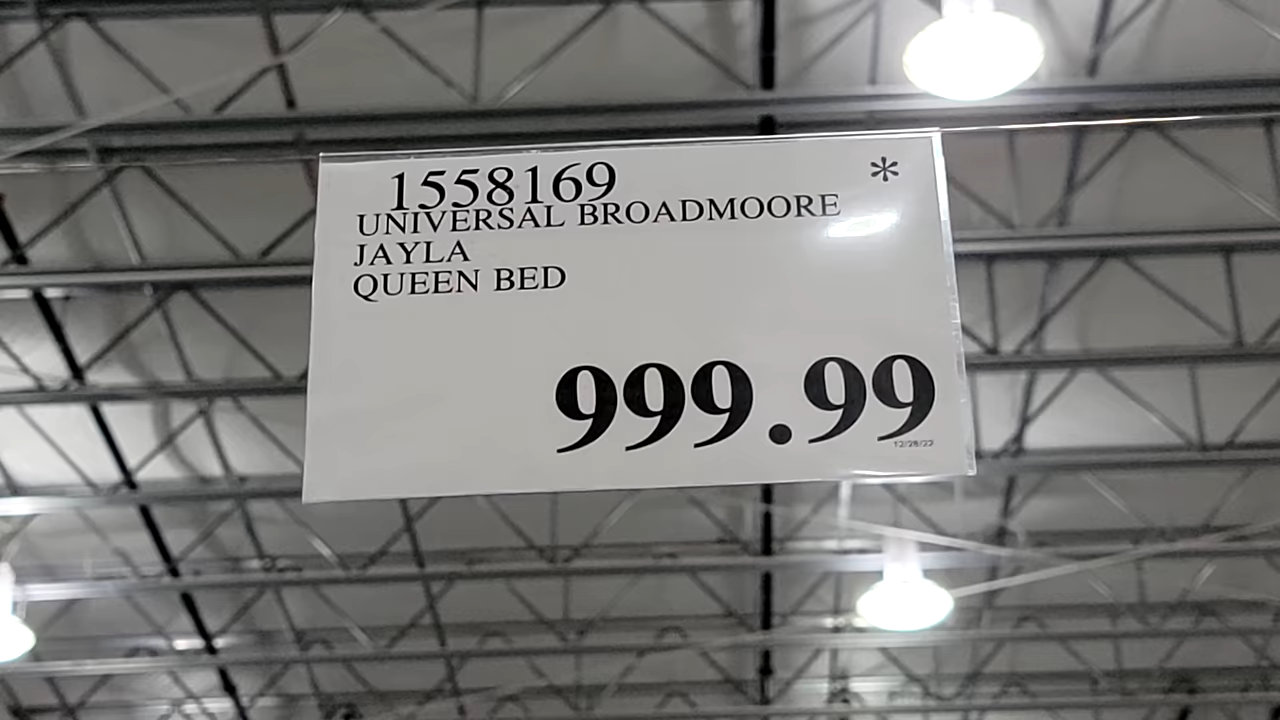 1558169 *
UNIVERSAL BROADMOORE
JAYLA
QUEEN BED
999.99
12/28/22